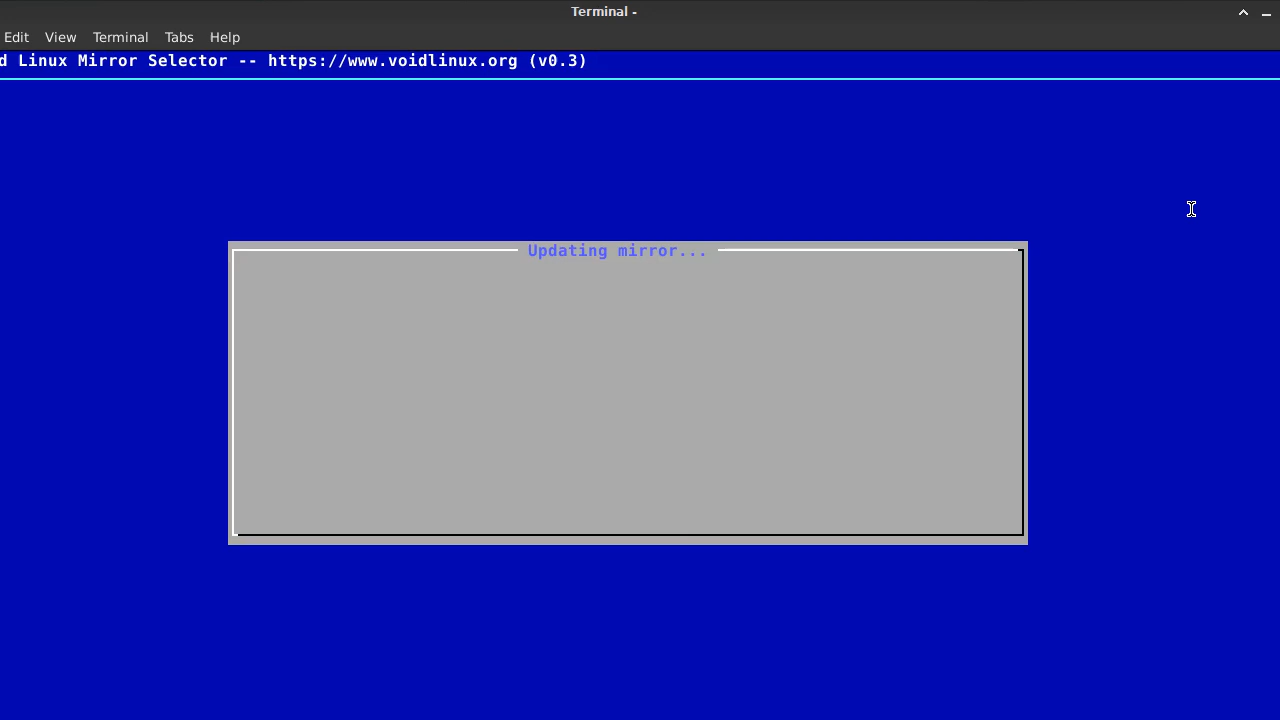 Terminal -
Edit View Terminal Tabs Help
d Linux Mirror Selector -- https://www.voidlinux.org (v0.3)
Updating mirror...